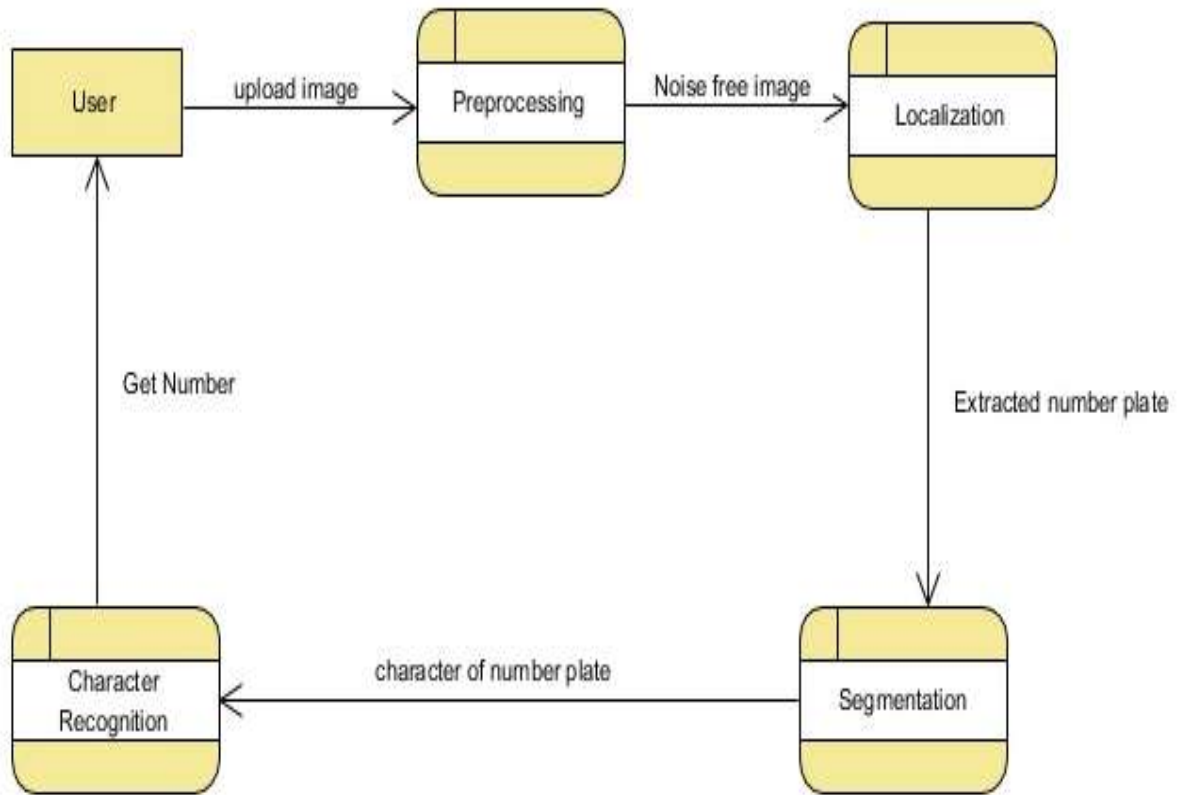 User
upload image
Preprocessing
Noise free image
Localization
Extracted number plate
Segmentation
character of number plate
Character
Recognition
Get Number